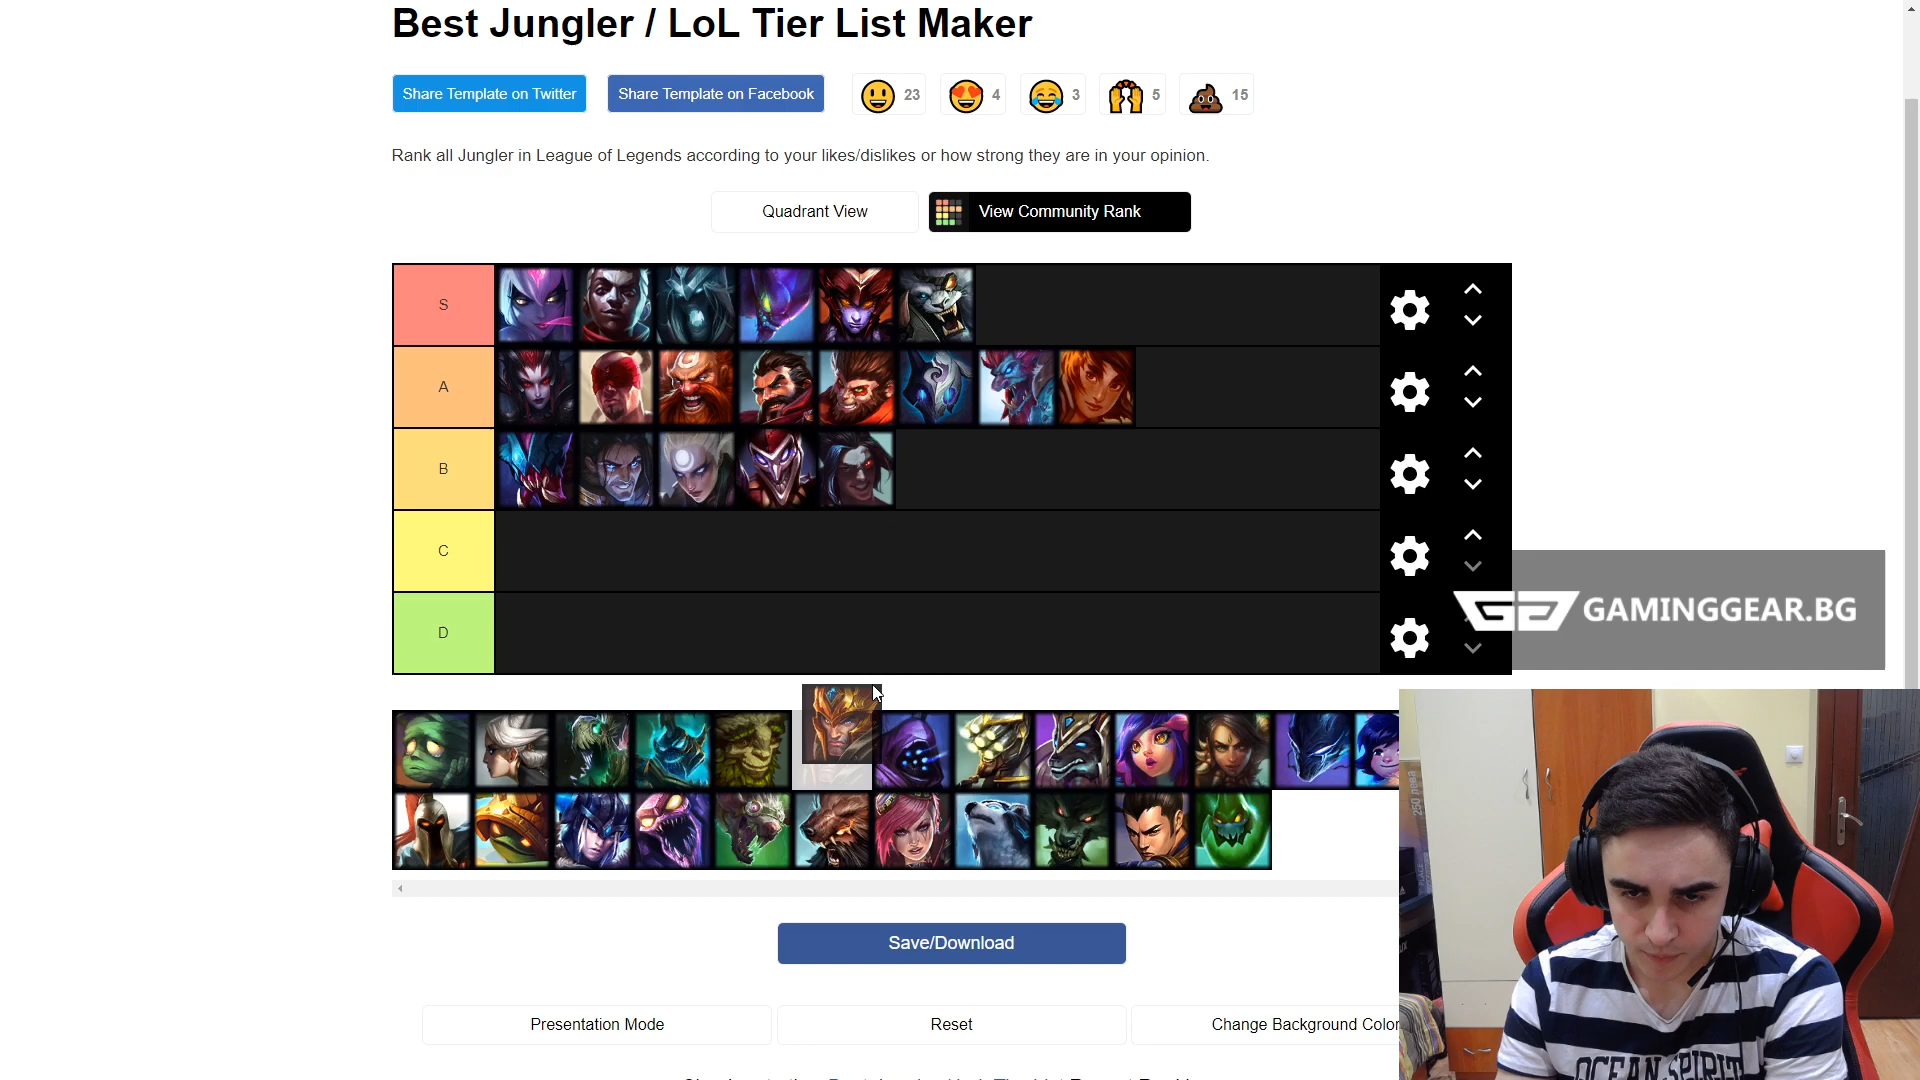 Best Jungler / LoL Tier List Maker
Share Template on Twitter
Share Template on Facebook
23
4
3
5
15
Rank all Jungler in League of Legends according to your likes/dislikes or how strong they are in your opinion.
Quadrant View
View Community Rank
S
A
B
C
D
GAMINGGEAR.BG
Save/Download
Presentation Mode
Reset
Change Background Color
OCEAN SPIRIT